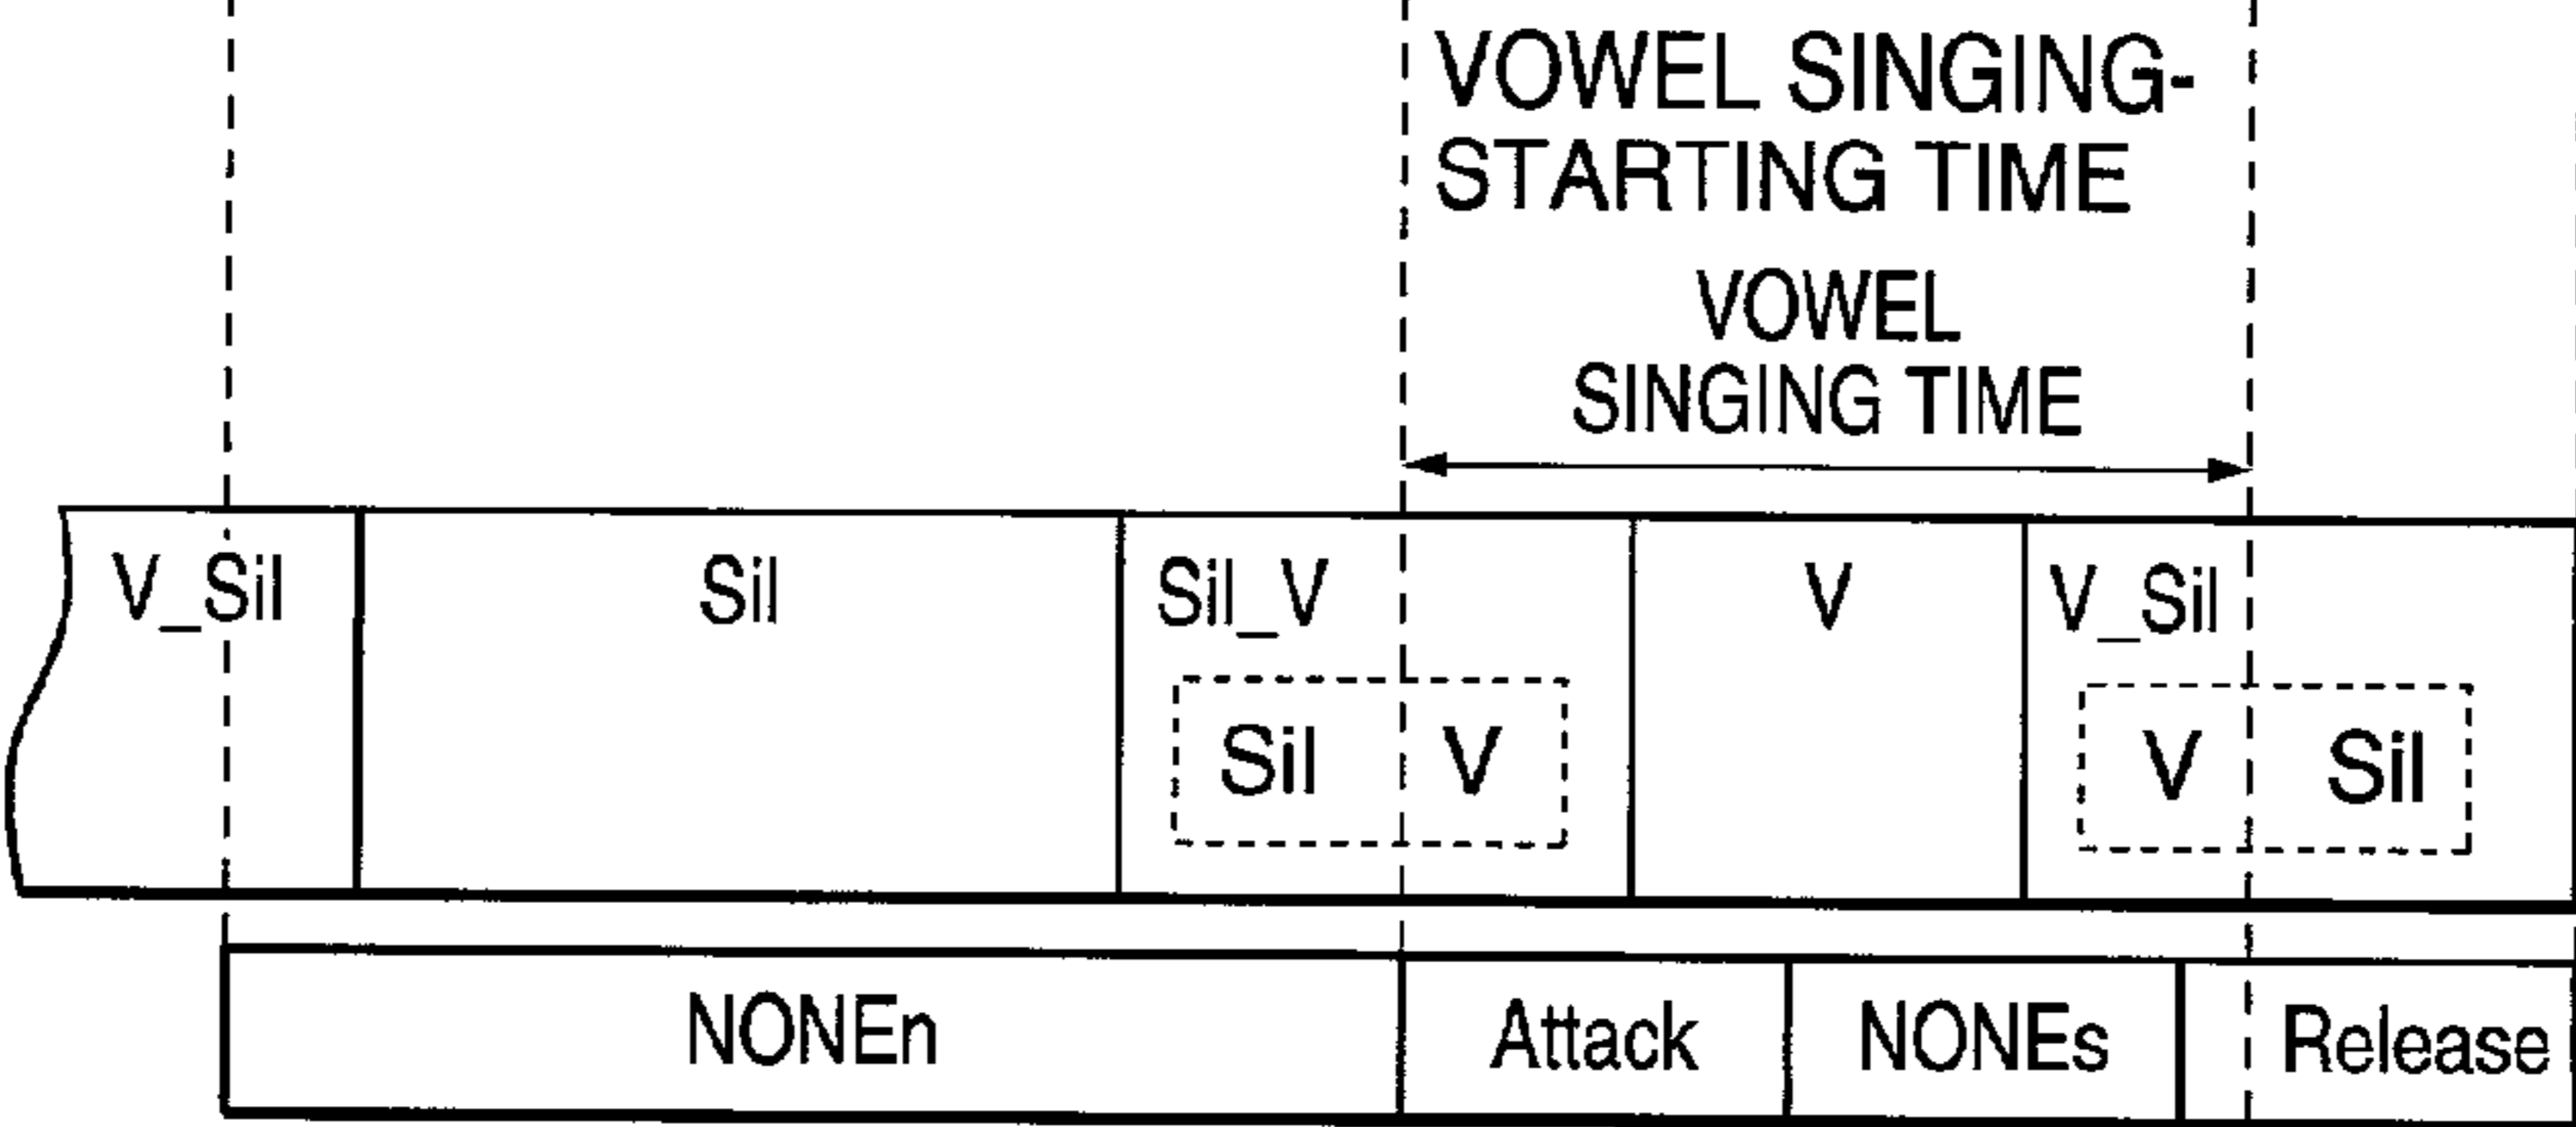 VOWEL SINGING-
STARTING TIME
VOWEL
SINGING TIME
V_Sil Sil Sil_V V V_Sil
Sil V V Sil
NONEn Attack NONEs Release